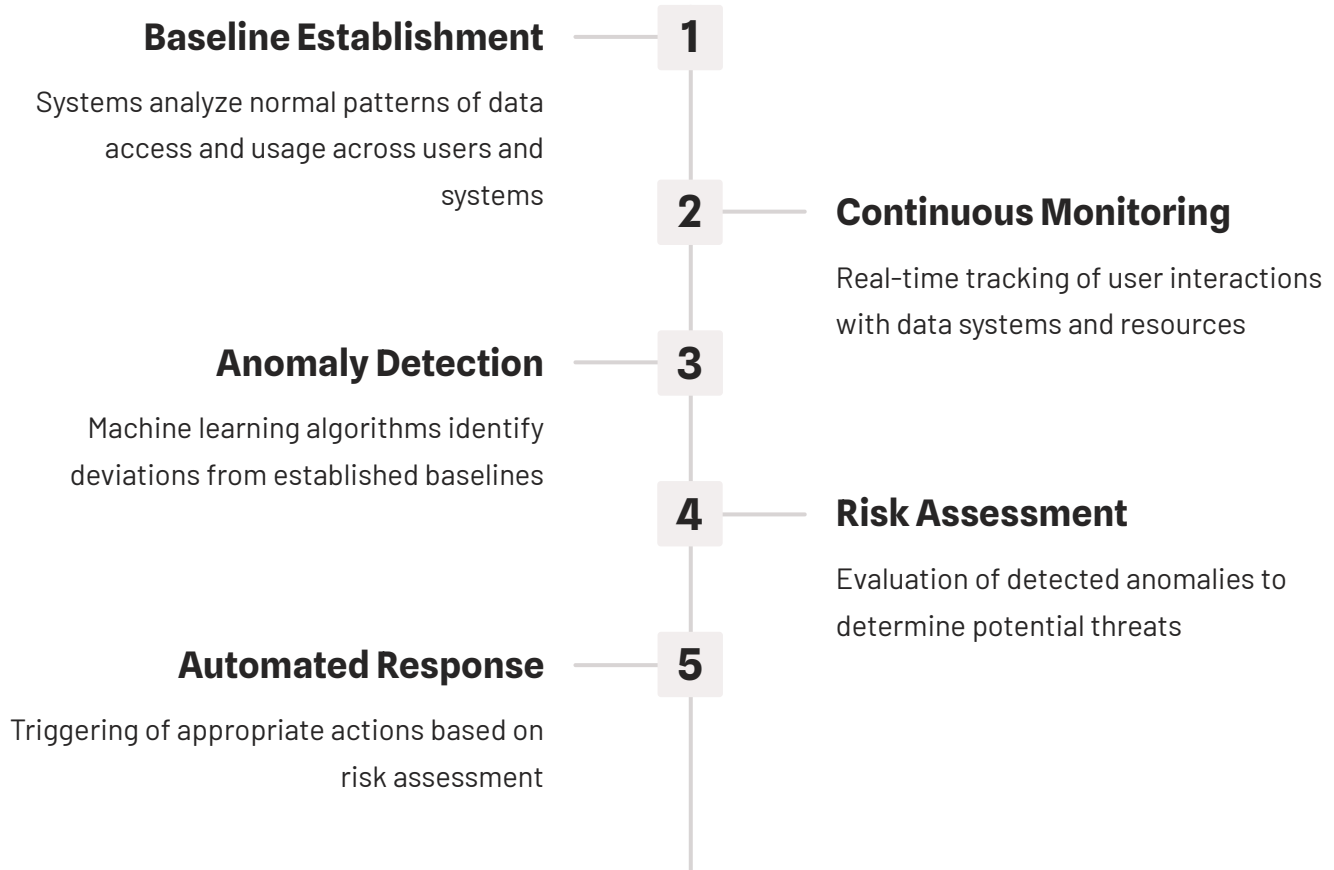 Baseline Establishment
1
Systems analyze normal patterns of data
access and usage across users and
systems
2
Continuous Monitoring
Real-time tracking of user interactions
with data systems and resources
Anomaly Detection
3
Machine learning algorithms identify
deviations from established baselines
4
Risk Assessment
Evaluation of detected anomalies to
determine potential threats
Automated Response
5
Triggering of appropriate actions based on
risk assessment